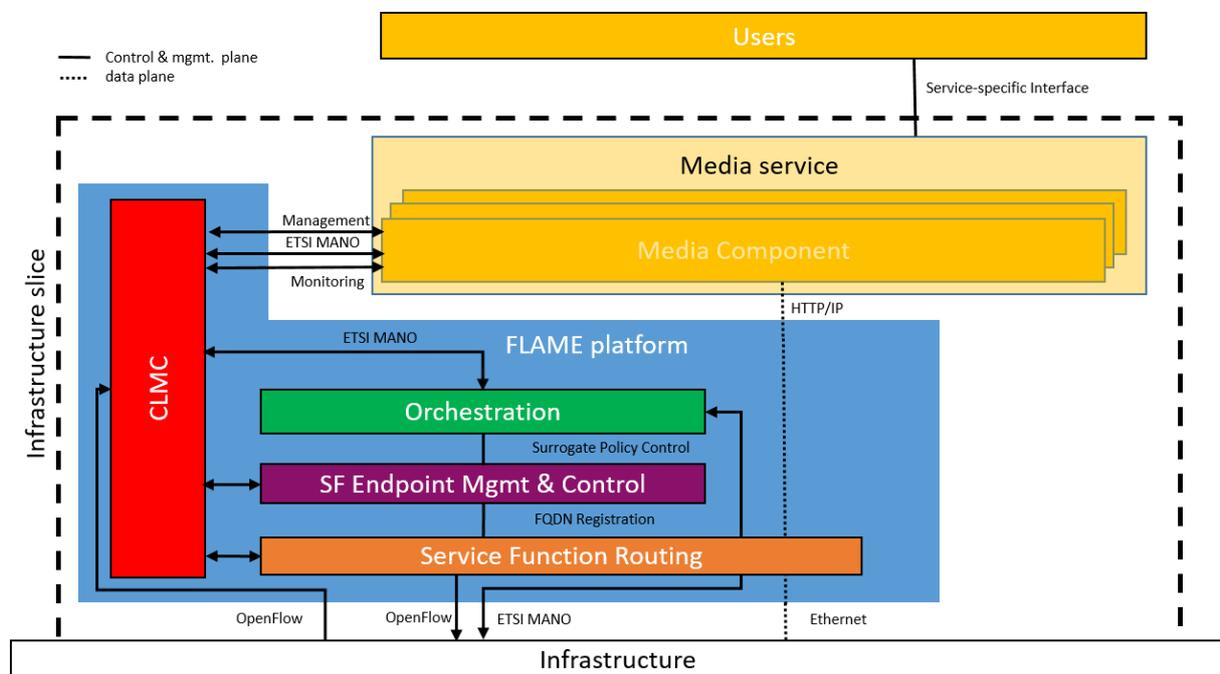 Users
Control & mgmt. plane
data plane
Service-specific Interface
Media service
Management
ETSI MANO
Media Component
Monitoring
HTTP/IP
Infrastructure slice
ETSI MANO
FLAME platform
CLMC
Orchestration
Surrogate Policy Control
SF Endpoint Mgmt & Control
FQDN Registration
Service Function Routing
OpenFlow
OpenFlow
ETSI MANO
Ethernet
Infrastructure